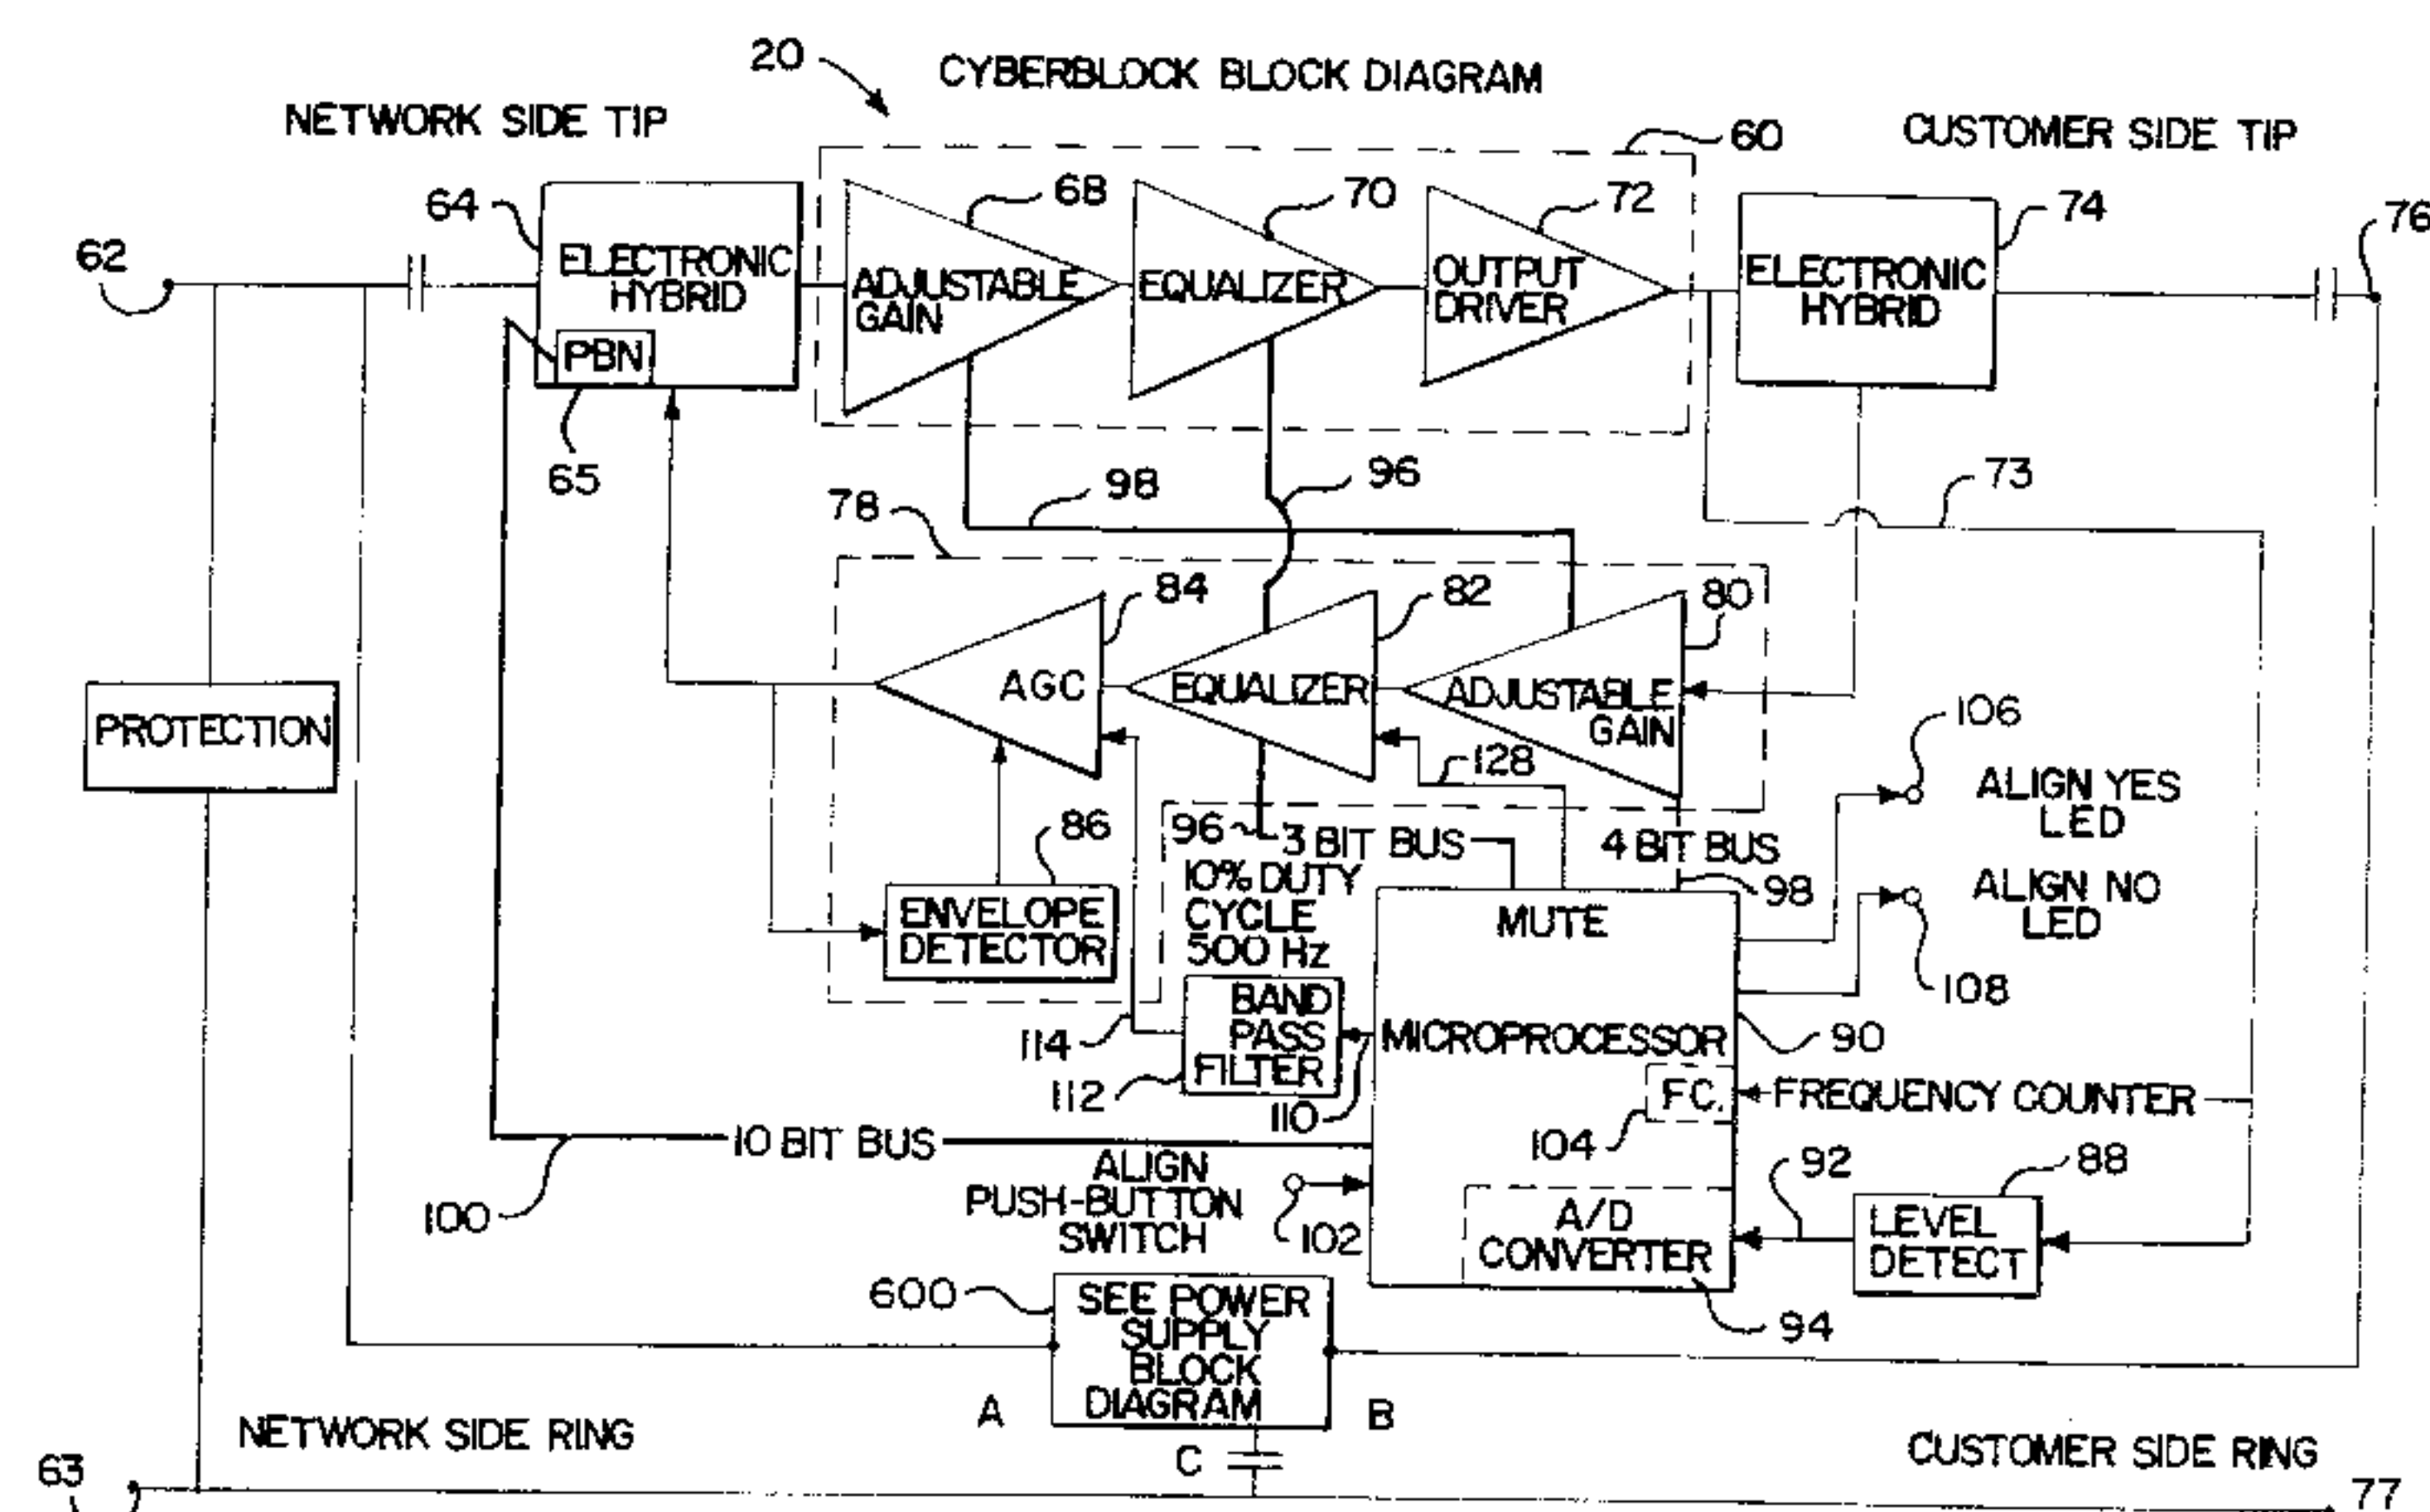 20
CYBERBLOCK BLOCK DIAGRAM
NETWORK SIDE TIP
60
CUSTOMER SIDE TIP
64
68
70
72
74
76
62
ELECTRONIC
HYBRID
PBN
65
ADJUSTABLE
GAIN
EQUALIZER
OUTPUT
DRIVER
ELECTRONIC
HYBRID
78
98
96
73
84
82
80
PROTECTION
AGC
EQUALIZER
ADJUSTABLE
GAIN
128
106
ALIGN YES
LED
86
96
3 BIT BUS
4 BIT BUS
98
10% DUTY
CYCLE
500 Hz
ENVELOPE
DETECTOR
MUTE
ALIGN NO
LED
108
114
BAND
PASS
FILTER
112
110
MICROPROCESSOR
90
F.C.
FREQUENCY COUNTER
104
10 BIT BUS
100
ALIGN
PUSH-BUTTON
SWITCH
102
A/D
CONVERTER
92
88
LEVEL
DETECT
94
600
SEE POWER
SUPPLY
BLOCK
DIAGRAM
A
B
C
NETWORK SIDE RING
63
CUSTOMER SIDE RING
77